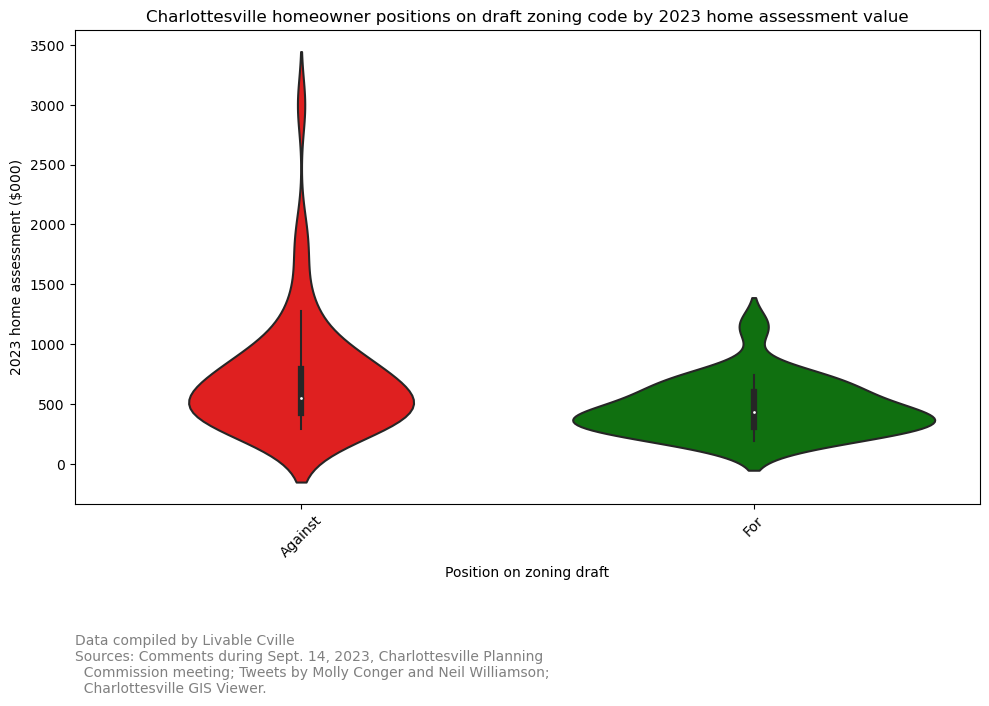 Charlottesville homeowner positions on draft zoning code by 2023 home assessment value
3500
3000
2500
2000
1500
1000
500
0
2023 home assessment ($000)
Against
For
Position on zoning draft
Data compiled by Livable Cville
Sources: Comments during Sept. 14, 2023, Charlottesville Planning
Commission meeting; Tweets by Molly Conger and Neil Williamson;
Charlottesville GIS Viewer.